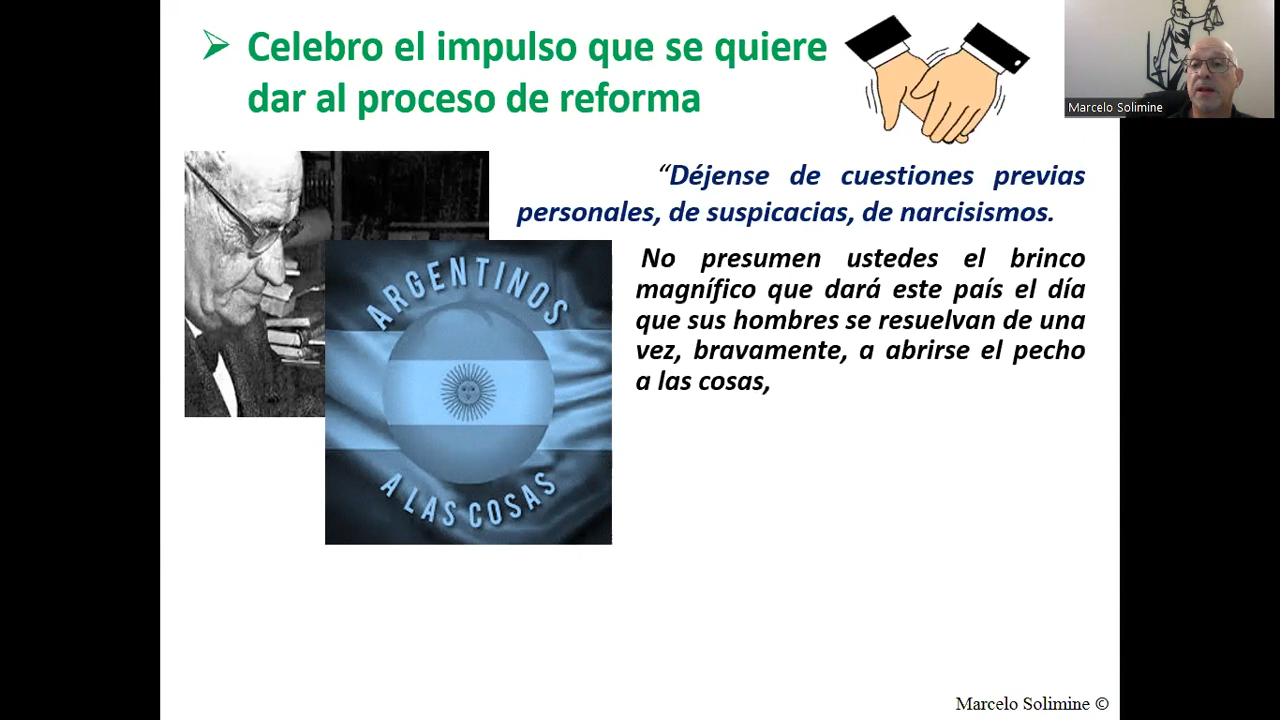 ➢ Celebro el impulso que se quiere
dar al proceso de reforma
Marcelo Solimine
“Déjense de cuestiones previas
personales, de suspicacias, de narcisismos.
No presumen ustedes el brinco
magnífico que dará este país el día
que sus hombres se resuelvan de una
vez, bravamente, a abrirse el pecho
a las cosas,
ARGENTINOS
A LAS COSAS
Marcelo Solimine ©